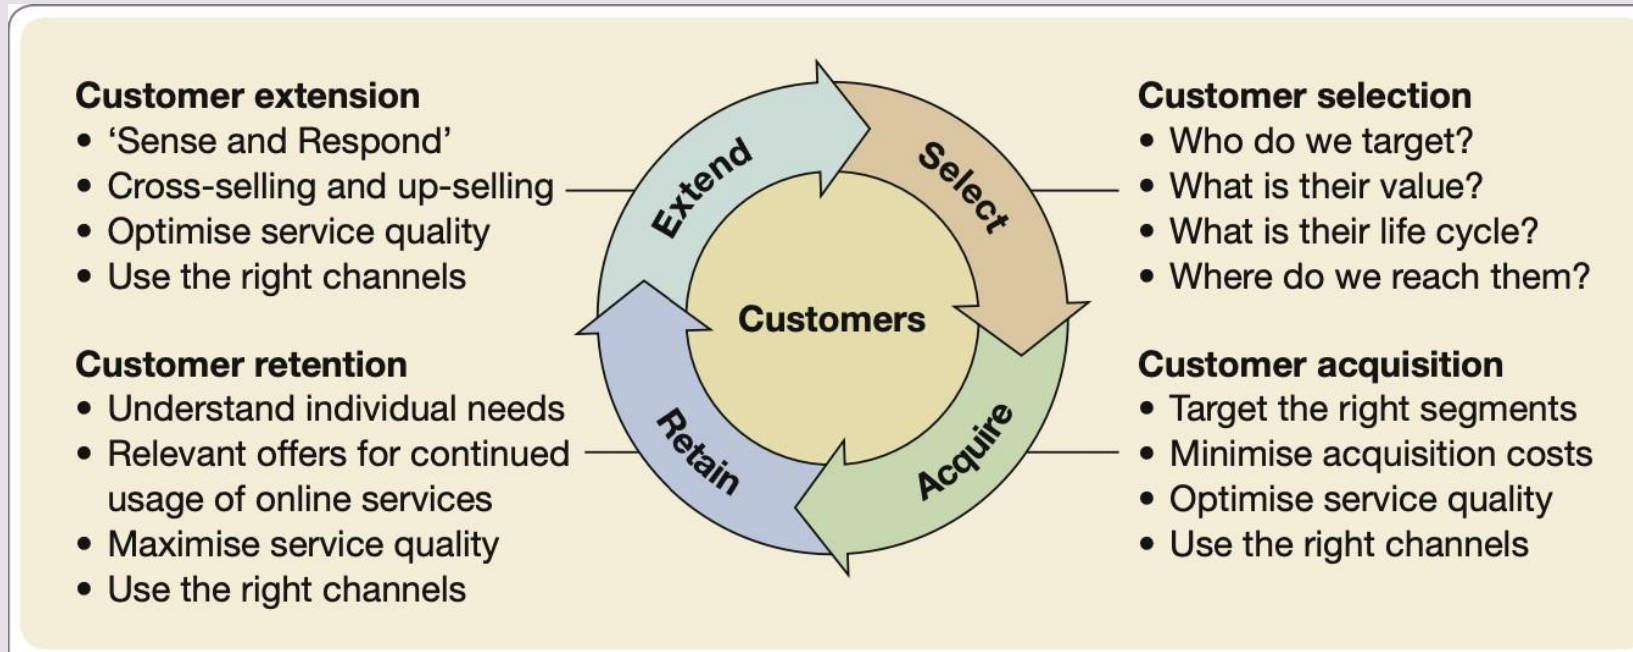 Customer extension
• ‘Sense and Respond’
• Cross-selling and up-selling
• Optimise service quality
• Use the right channels
Customer retention
• Understand individual needs
• Relevant offers for continued
usage of online services
• Maximise service quality
• Use the right channels
Extend
Select
Customers
Retain
Acquire
Customer selection
• Who do we target?
• What is their value?
• What is their life cycle?
• Where do we reach them?
Customer acquisition
• Target the right segments
• Minimise acquisition costs
• Optimise service quality
• Use the right channels